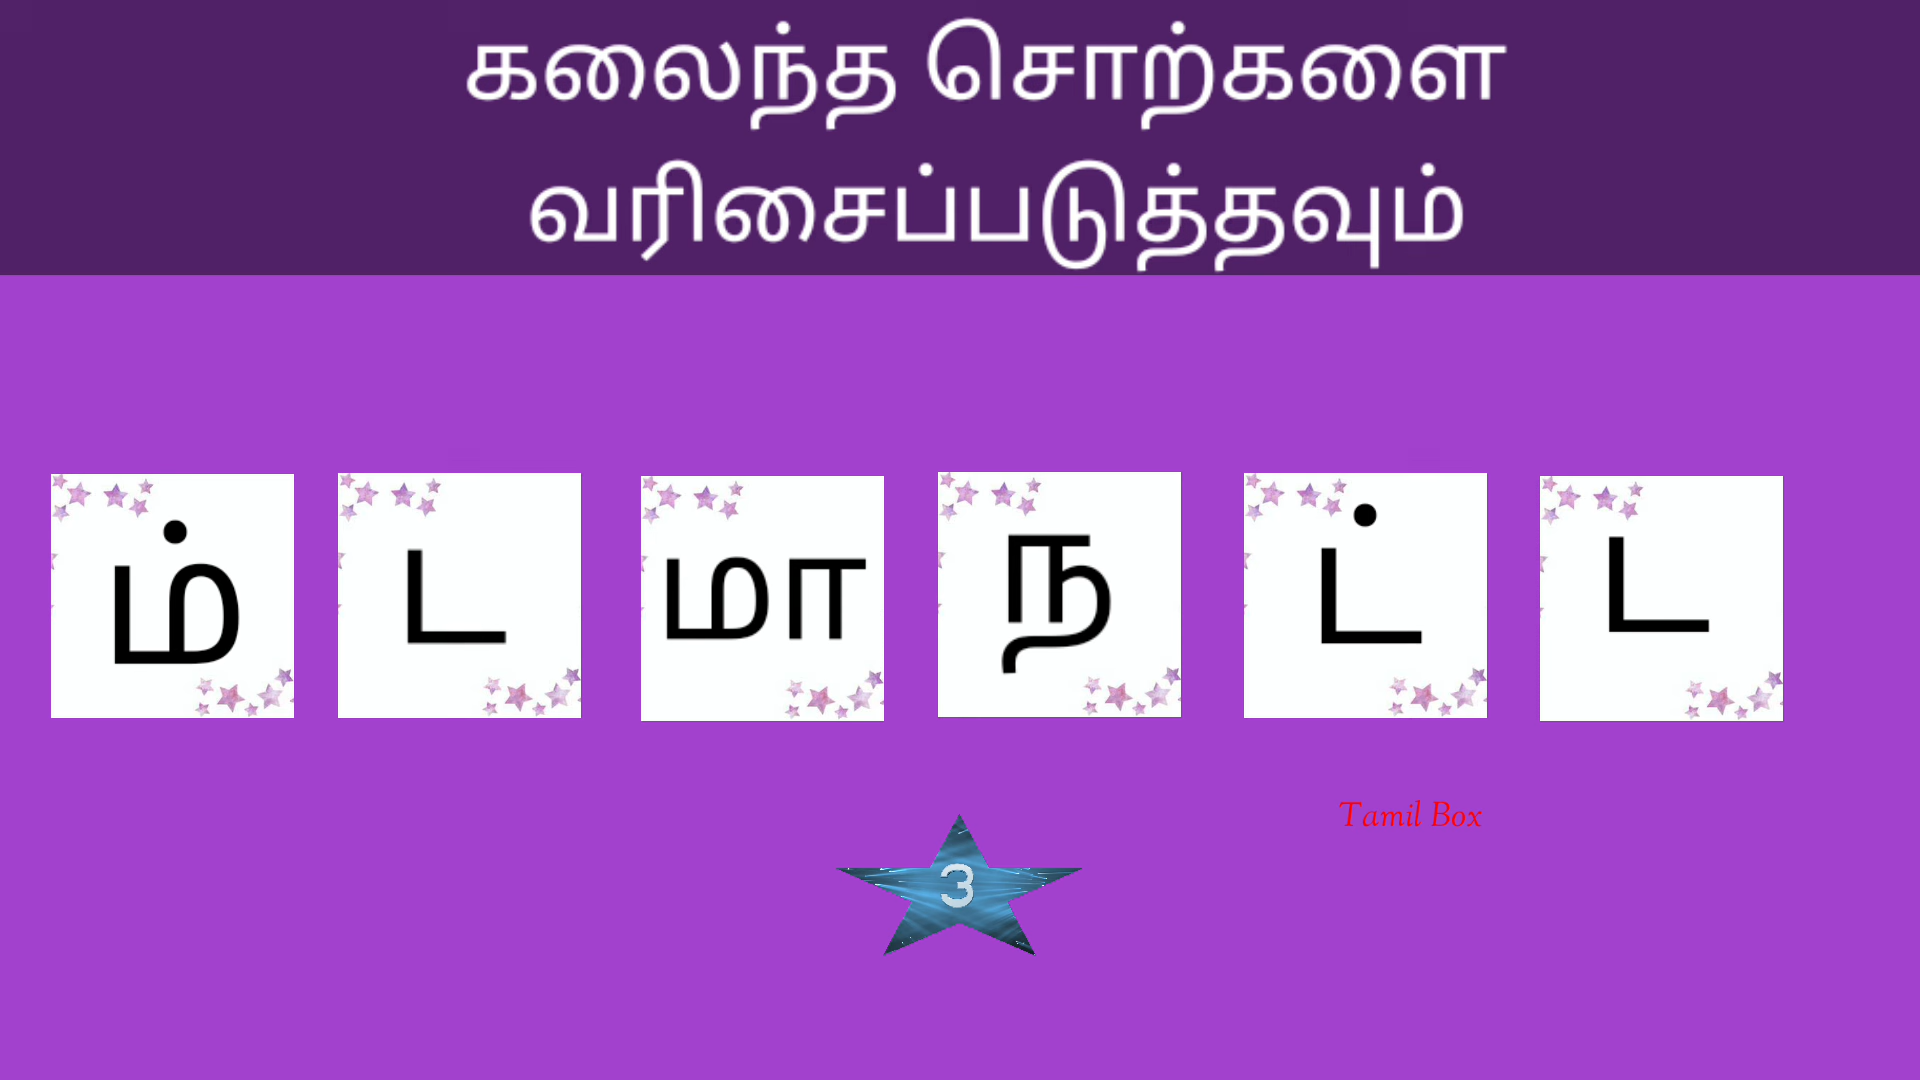 கலைந்த சொற்களை
வரிசைப்படுத்தவும்
ம் ட மா ந ட் ட
Tamil Box
3